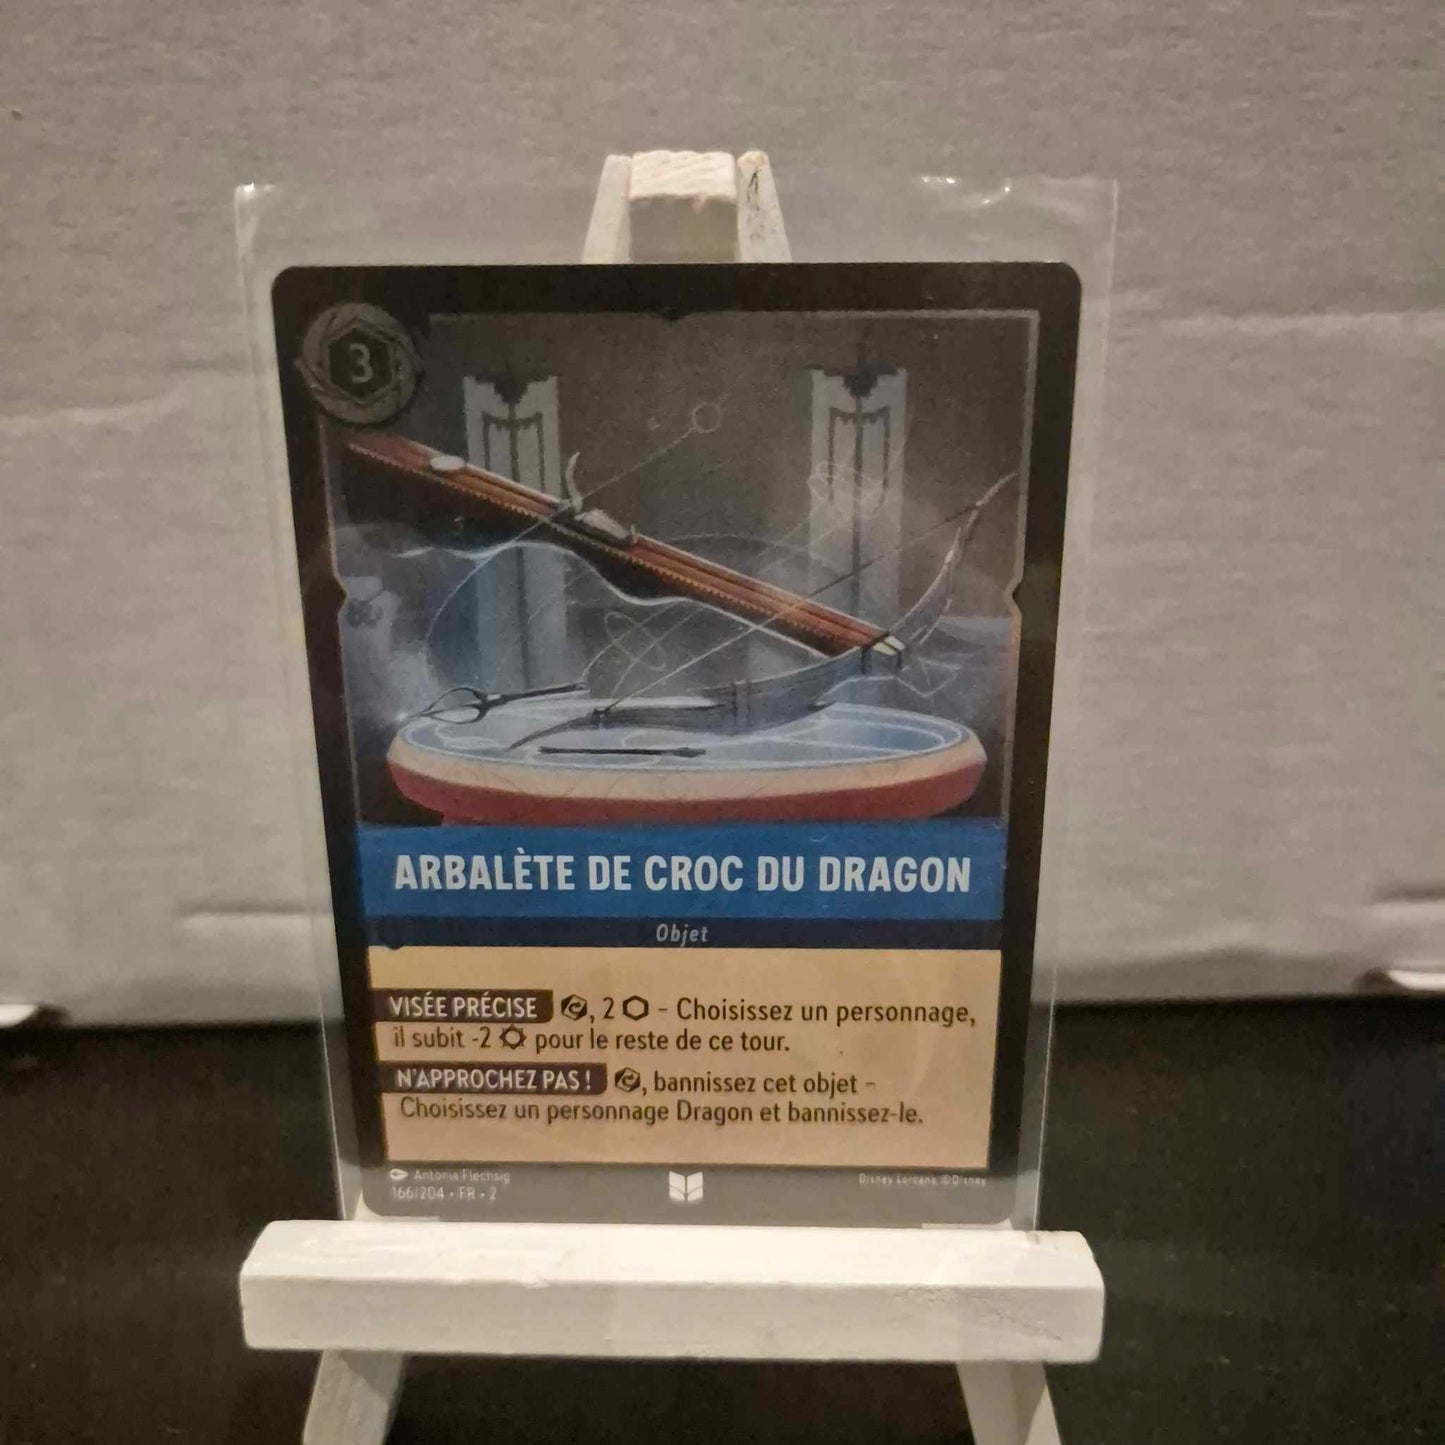 3
ARBALÈTE DE CROC DU DRAGON
Objet
VISÉE PRÉCISE , 2 - Choisissez un personnage,
il subit -2 pour le reste de ce tour.
N'APPROCHEZ PAS ! , bannissez cet objet -
Choisissez un personnage Dragon et bannissez-le.
Antonia Flechsig
166/204 • FR • 2
Disney Lorcana ©Disney